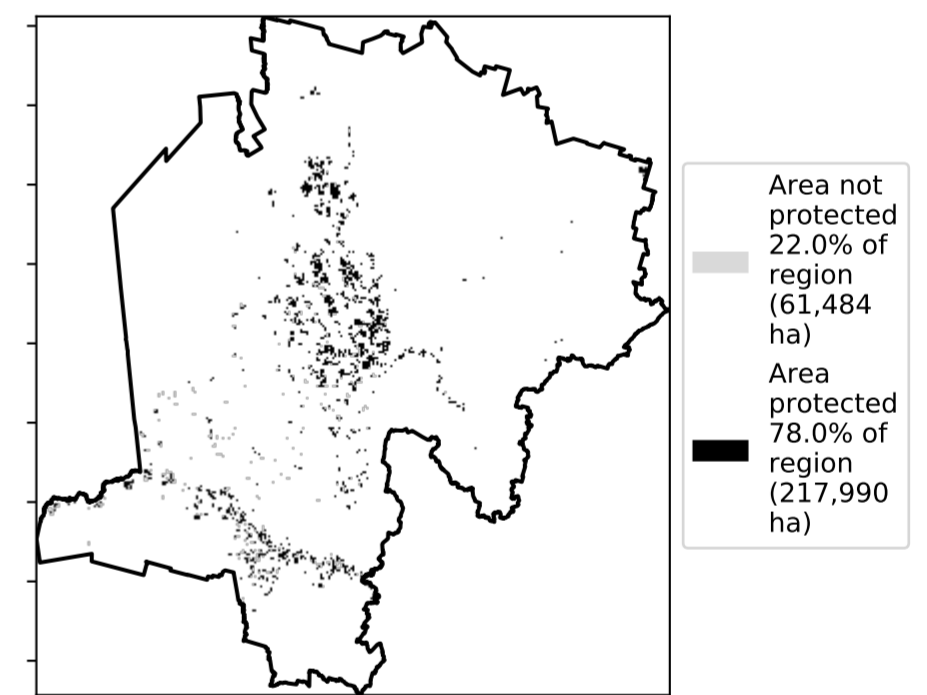 Area not
protected
22.0% of
region
(61,484
ha)
Area
protected
78.0% of
region
(217,990
ha)